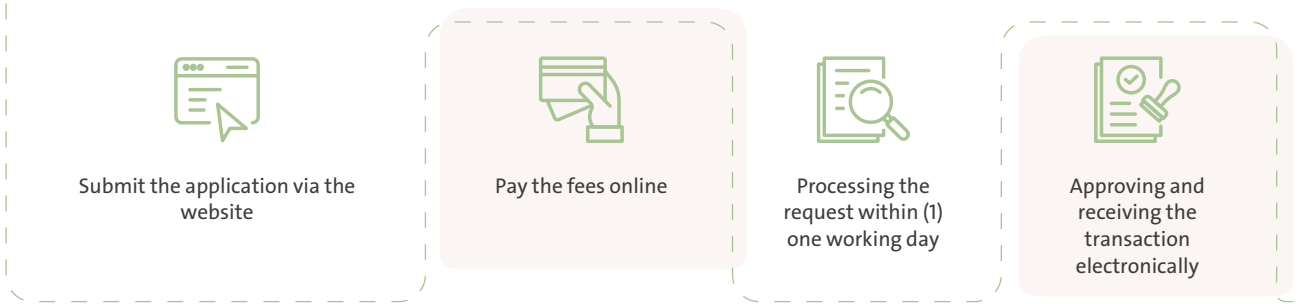 Submit the application via the
website
Pay the fees online
Processing the
request within (1)
one working day
Approving and
receiving the
transaction
electronically